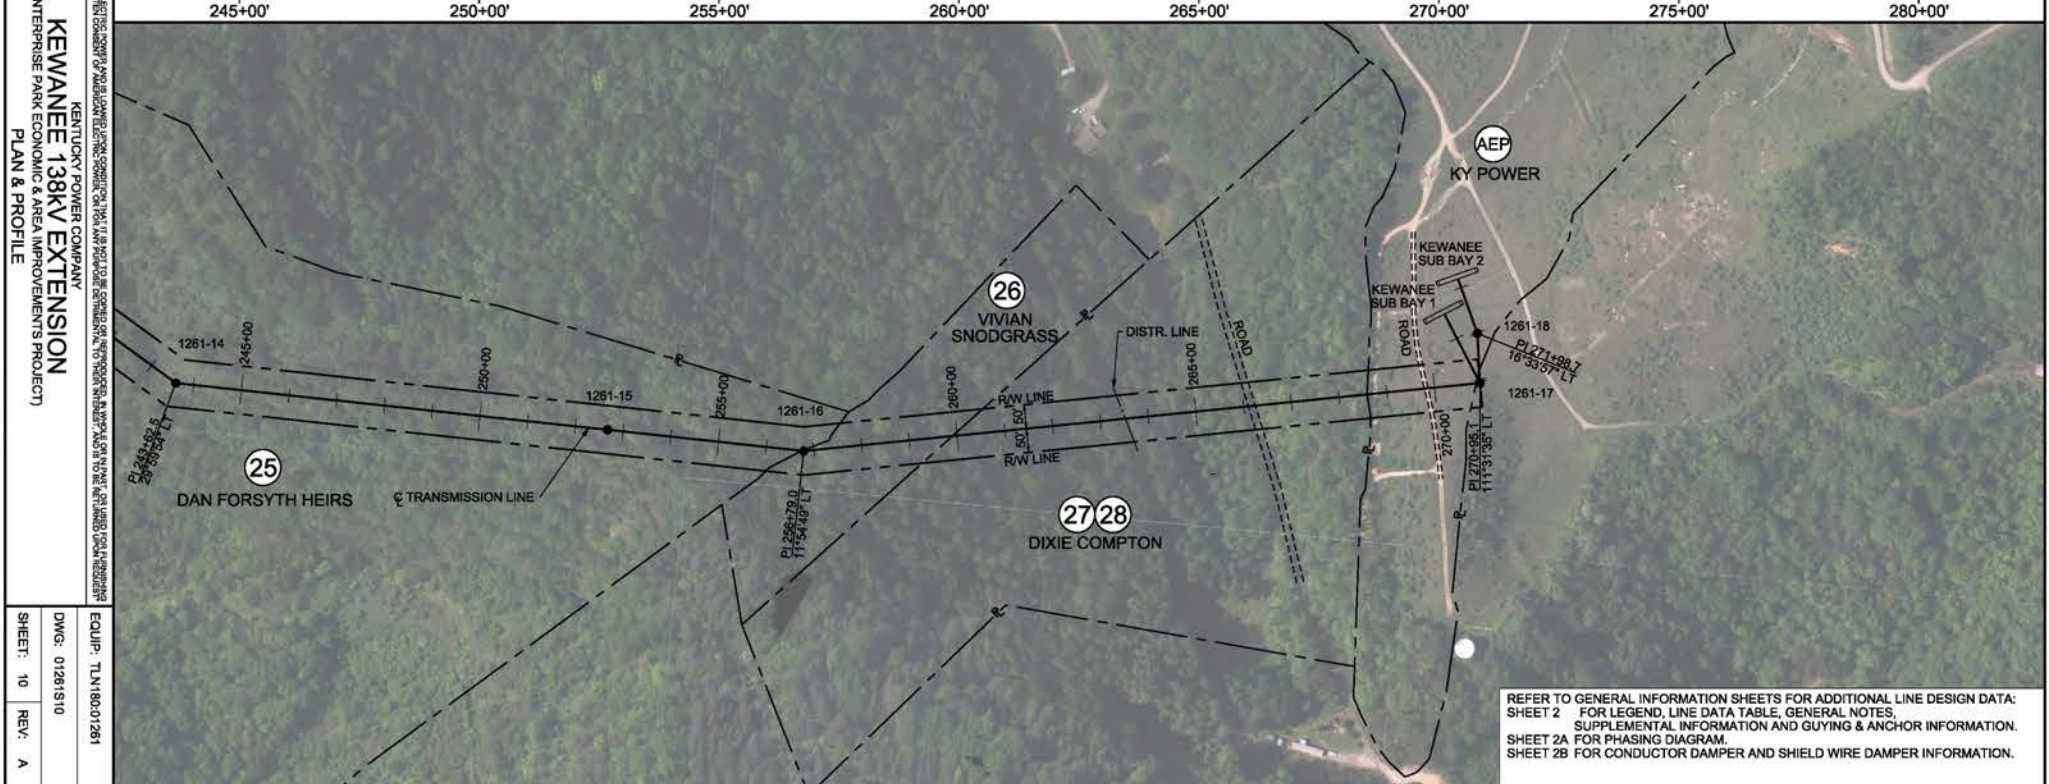 245+00'
250+00'
255+00'
260+00'
265+00'
270+00'
275+00'
280+00'
KENTUCKY POWER COMPANY
KEWANEE 138kV EXTENSION
ENTERPRISE PARK ECONOMIC & AREA IMPROVEMENTS PROJECT)
PLAN & PROFILE
EQUIP: TLN180:01261
DWG: 01261S10
SHEET: 10
REV: A
AEP
KY POWER
KEWANEE
SUB BAY 2
KEWANEE
SUB BAY 1
26
VIVIAN
SNODGRASS
DISTR. LINE
ROAD
ROAD
1261-18
PI 271+98.7
16°33'57" LT
1261-17
PI 270+95.1
11°31'35" LT
1261-14
245+00
250+00
1261-15
255+00
1261-16
260+00
265+00
270+00
R/W LINE
50' 50'
R/W LINE
PI 243+62.5
29°59'54" LT
25
DAN FORSYTH HEIRS
℄ TRANSMISSION LINE
PI 256+79.0
11°54'49" LT
27 28
DIXIE COMPTON
REFER TO GENERAL INFORMATION SHEETS FOR ADDITIONAL LINE DESIGN DATA:
SHEET 2 FOR LEGEND, LINE DATA TABLE, GENERAL NOTES,
SUPPLEMENTAL INFORMATION AND GUYING & ANCHOR INFORMATION.
SHEET 2A FOR PHASING DIAGRAM.
SHEET 2B FOR CONDUCTOR DAMPER AND SHIELD WIRE DAMPER INFORMATION.